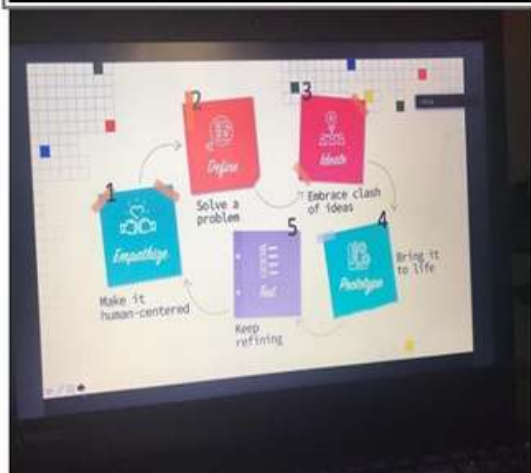 1
Empathize
Make it
human-centered
2
Define
Solve a
problem
3
Ideate
Embrace clash
of ideas
4
Prototype
Bring it
to life
5
Test
Keep
refining